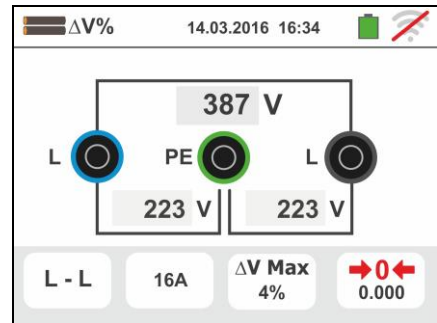 ΔV% 14.03.2016 16:34
387 V
L PE L
223 V 223 V
L - L 16A ΔV Max 4% →0← 0.000